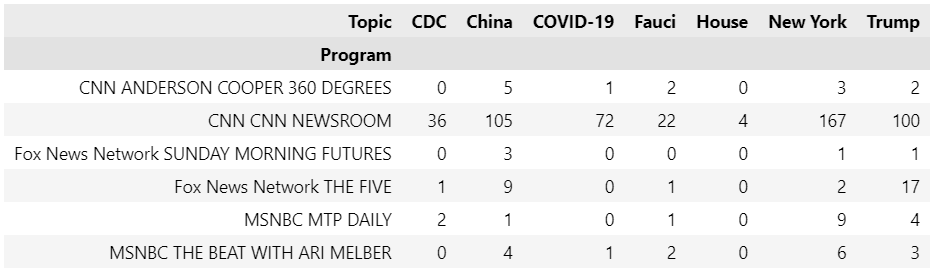 Topic CDC China COVID-19 Fauci House New York Trump
Program
CNN ANDERSON COOPER 360 DEGREES 0 5 1 2 0 3 2
CNN CNN NEWSROOM 36 105 72 22 4 167 100
Fox News Network SUNDAY MORNING FUTURES 0 3 0 0 0 1 1
Fox News Network THE FIVE 1 9 0 1 0 2 17
MSNBC MTP DAILY 2 1 0 1 0 9 4
MSNBC THE BEAT WITH ARI MELBER 0 4 1 2 0 6 3